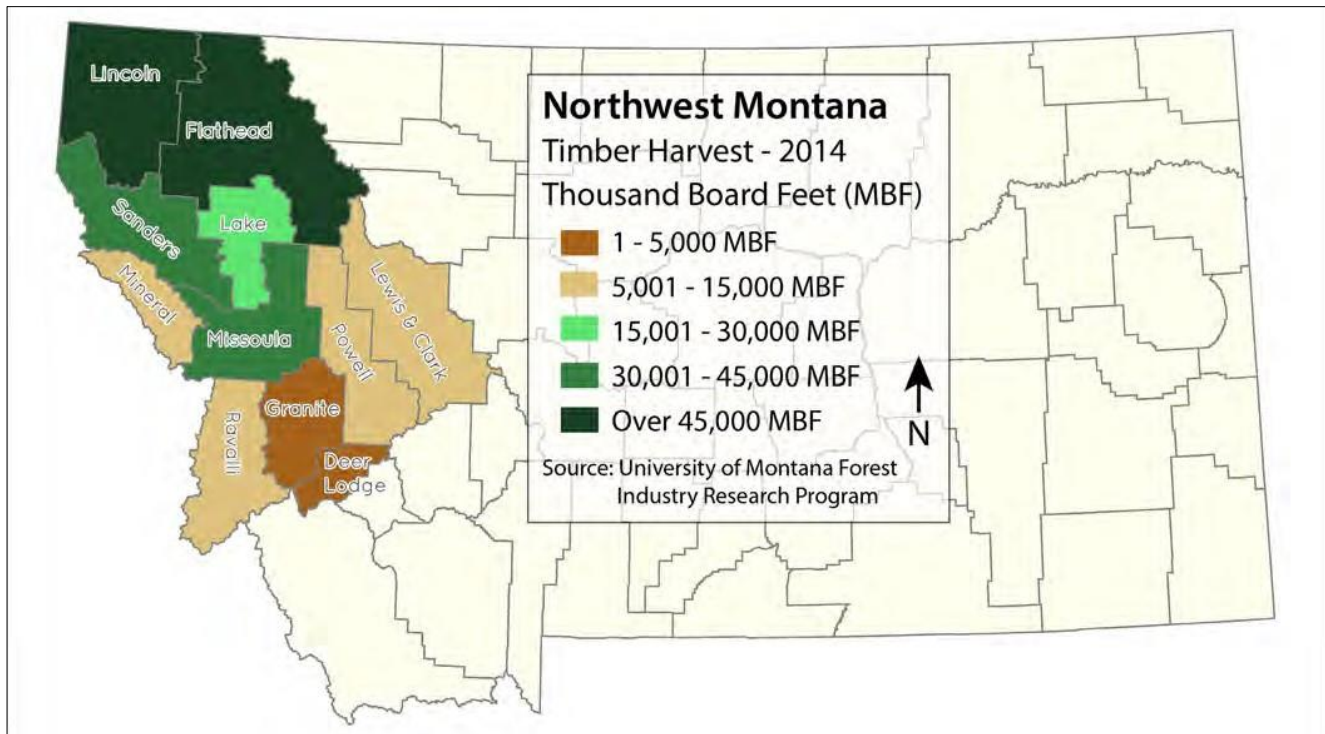 Lincoln
Flathead
Sanders
Lake
Mineral
Missoula
Powell
Lewis & Clark
Ravalli
Granite
Deer
Lodge
Northwest Montana
Timber Harvest - 2014
Thousand Board Feet (MBF)
1 - 5,000 MBF
5,001 - 15,000 MBF
15,001 - 30,000 MBF
30,001 - 45,000 MBF
Over 45,000 MBF
Source: University of Montana Forest
Industry Research Program
N